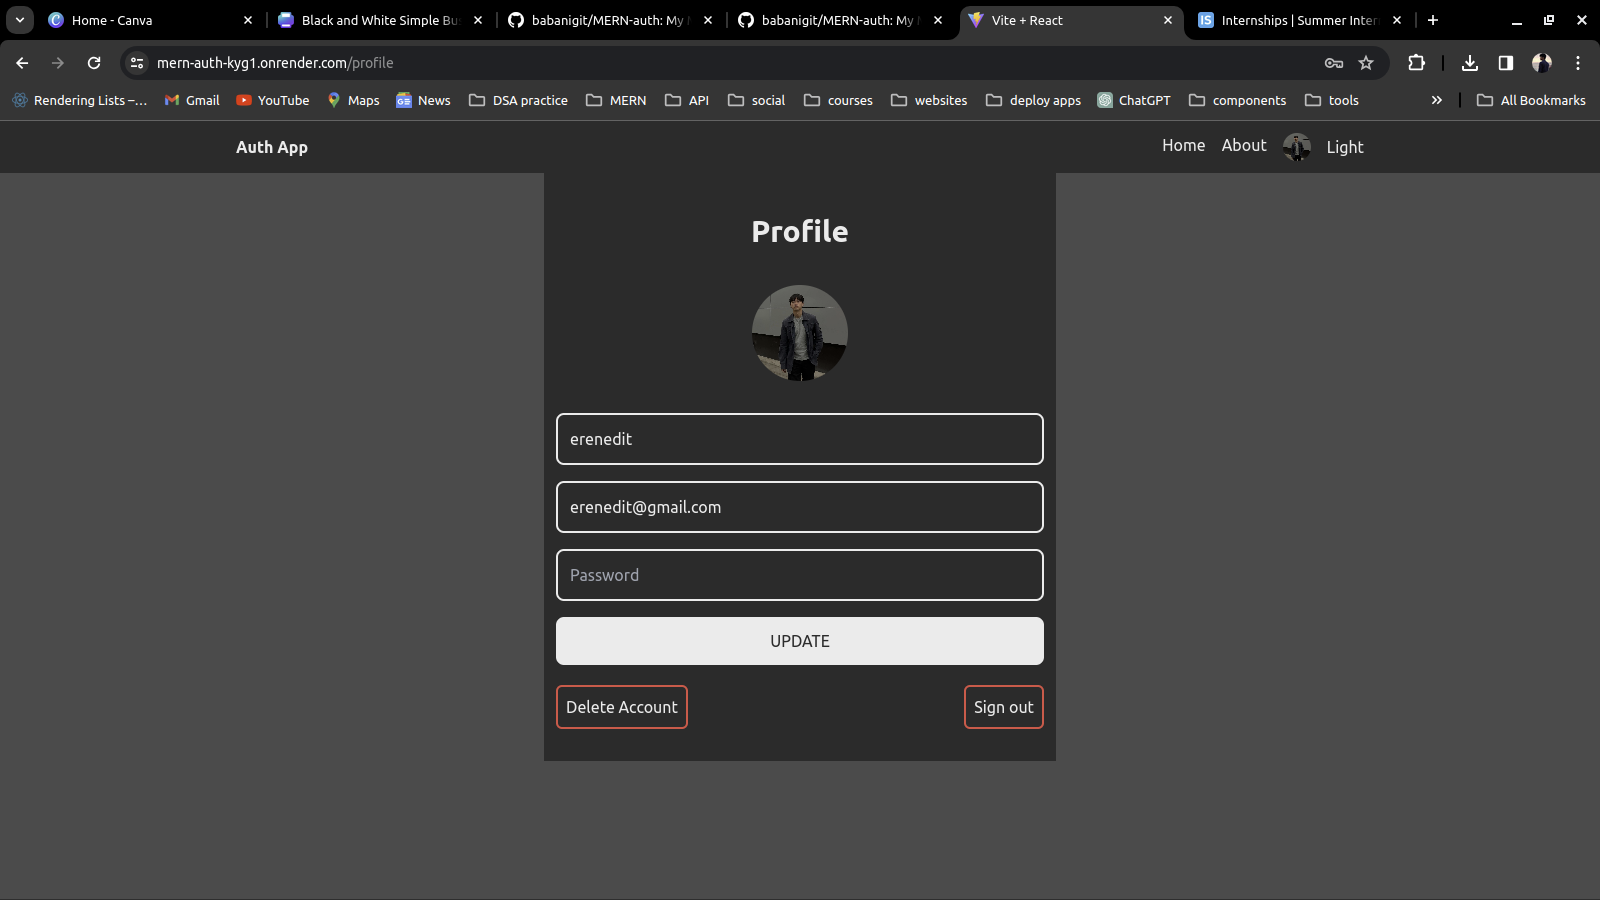 Home - Canva
Black and White Simple Bu
babanigit/MERN-auth: My
babanigit/MERN-auth: My
Vite + React
IS
Internships | Summer Inter
mern-auth-kyg1.onrender.com/profile
Rendering Lists –...
Gmail
YouTube
Maps
News
DSA practice
MERN
API
social
courses
websites
deploy apps
ChatGPT
components
tools
All Bookmarks
Auth App
Home
About
Light
Profile
erenedit
erenedit@gmail.com
Password
UPDATE
Delete Account
Sign out